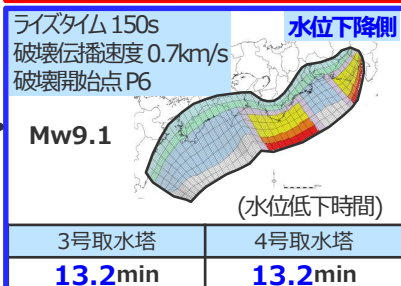 ライズタイム 150s
水位下降側
破壊伝播速度 0.7km/s
破壊開始点 P6
Mw9.1
(水位低下時間)
3号取水塔 4号取水塔
13.2min 13.2min